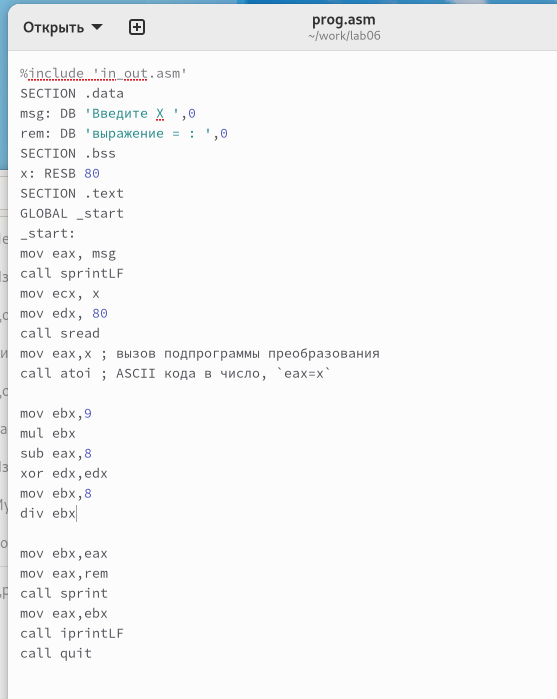 Открыть
prog.asm
~/work/lab06
%include 'in_out.asm'
SECTION .data
msg: DB 'Введите X ',0
rem: DB 'выражение = : ',0
SECTION .bss
x: RESB 80
SECTION .text
GLOBAL _start
_start:
mov eax, msg
call sprintLF
mov ecx, x
mov edx, 80
call sread
mov eax,x ; вызов подпрограммы преобразования
call atoi ; ASCII кода в число, `eax=x`
mov ebx,9
mul ebx
sub eax,8
xor edx,edx
mov ebx,8
div ebx
mov ebx,eax
mov eax,rem
call sprint
mov eax,ebx
call iprintLF
call quit